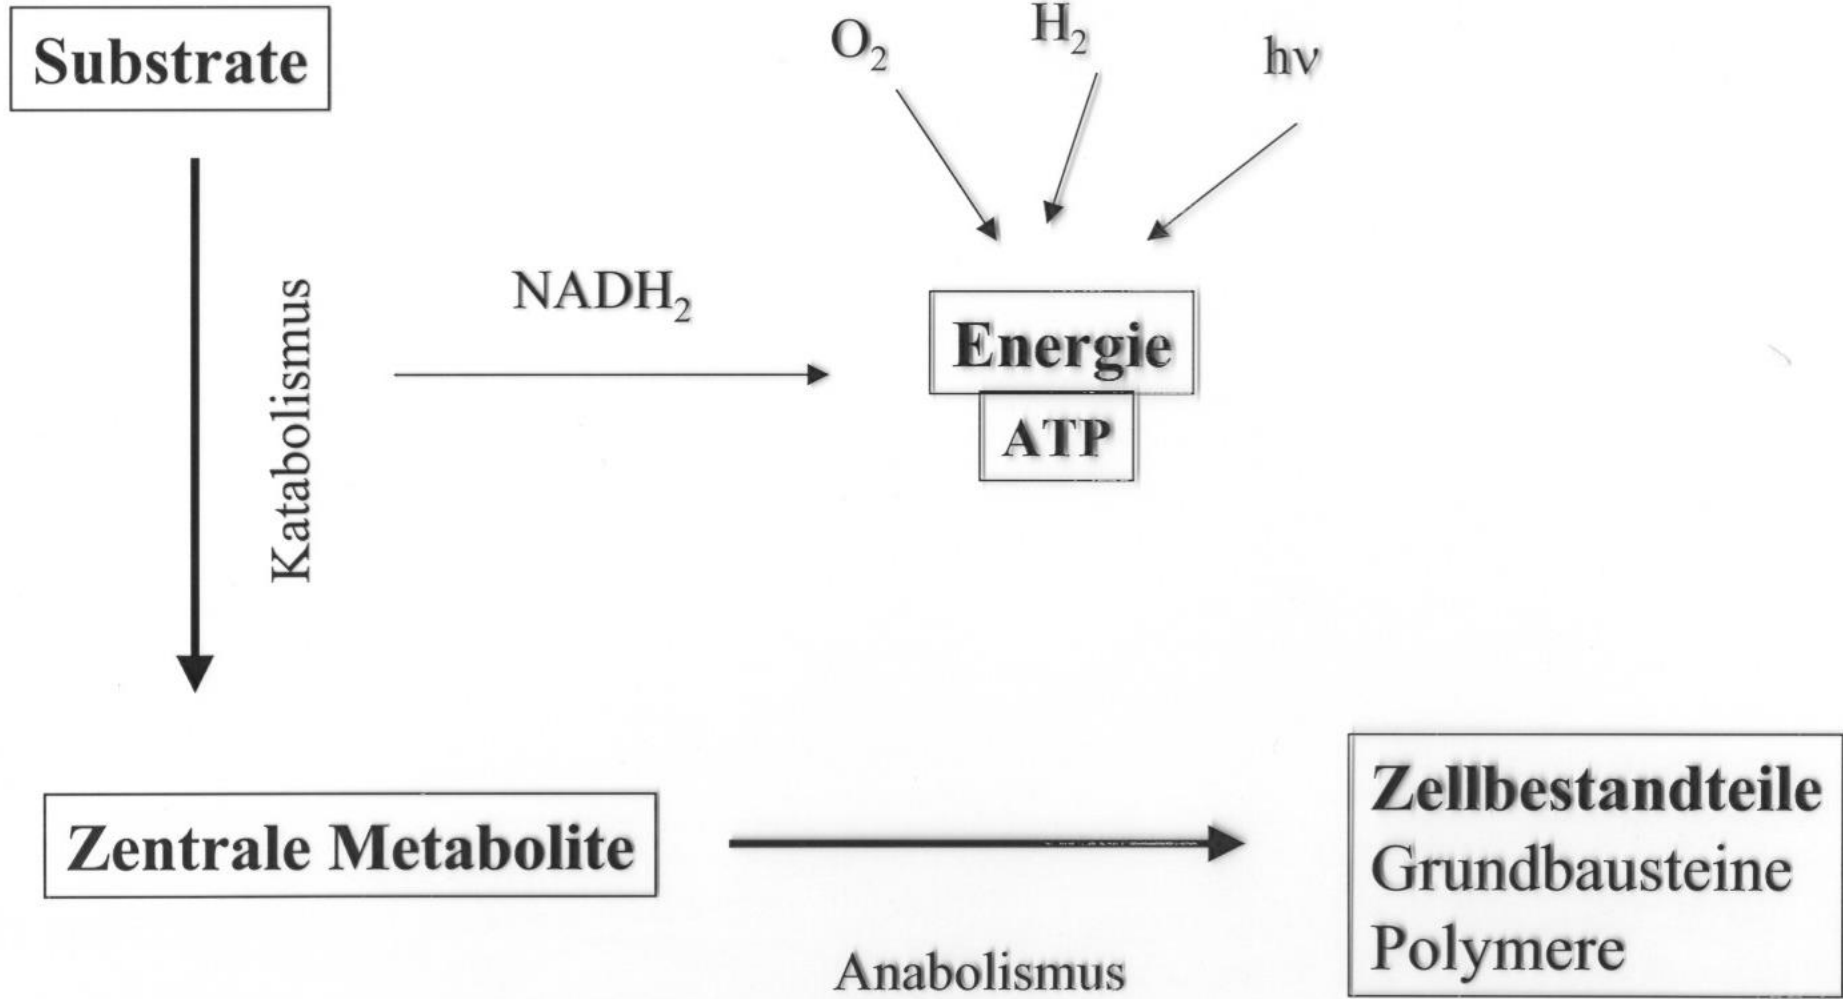 Substrate
O₂
H₂
hν
Katabolismus
NADH₂
Energie
ATP
Zentrale Metabolite
Anabolismus
Zellbestandteile
Grundbausteine
Polymere